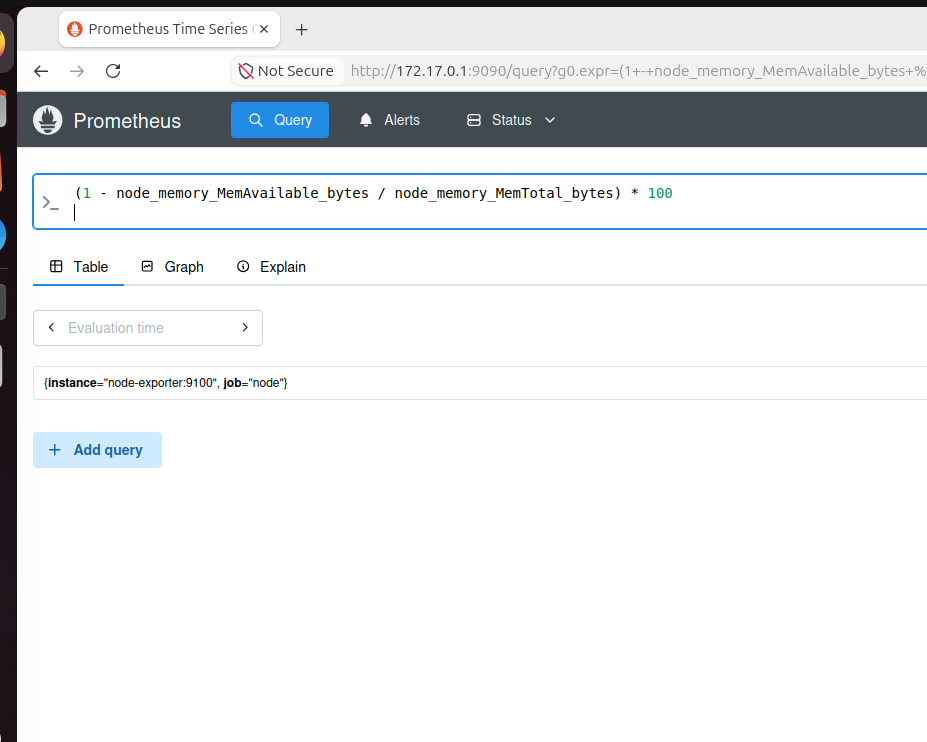 Prometheus Time Series
Not Secure http://172.17.0.1:9090/query?g0.expr=(1+-+node_memory_MemAvailable_bytes+%
Prometheus Query Alerts Status
>_ (1 - node_memory_MemAvailable_bytes / node_memory_MemTotal_bytes) * 100
Table Graph Explain
Evaluation time
{instance="node-exporter:9100", job="node"}
+ Add query